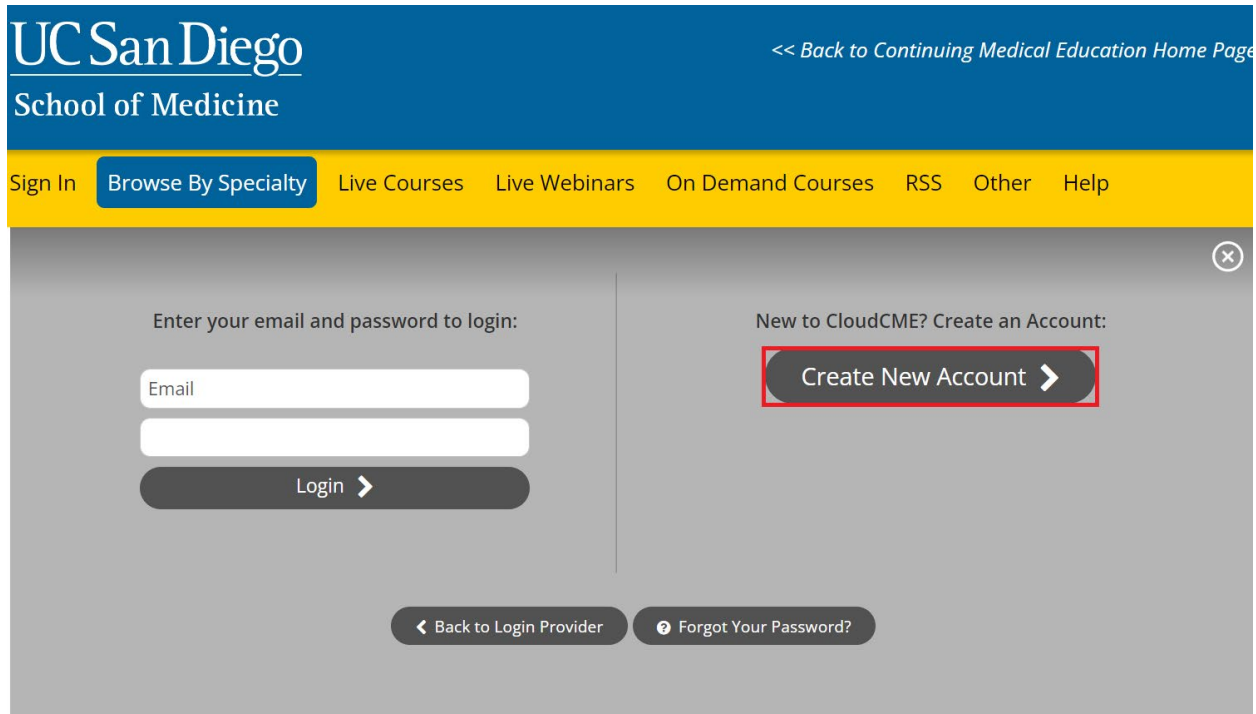 UC San Diego
School of Medicine
<< Back to Continuing Medical Education Home Page
Sign In Browse By Specialty Live Courses Live Webinars On Demand Courses RSS Other Help
Enter your email and password to login:
Email
Login
New to CloudCME? Create an Account:
Create New Account
Back to Login Provider
Forgot Your Password?